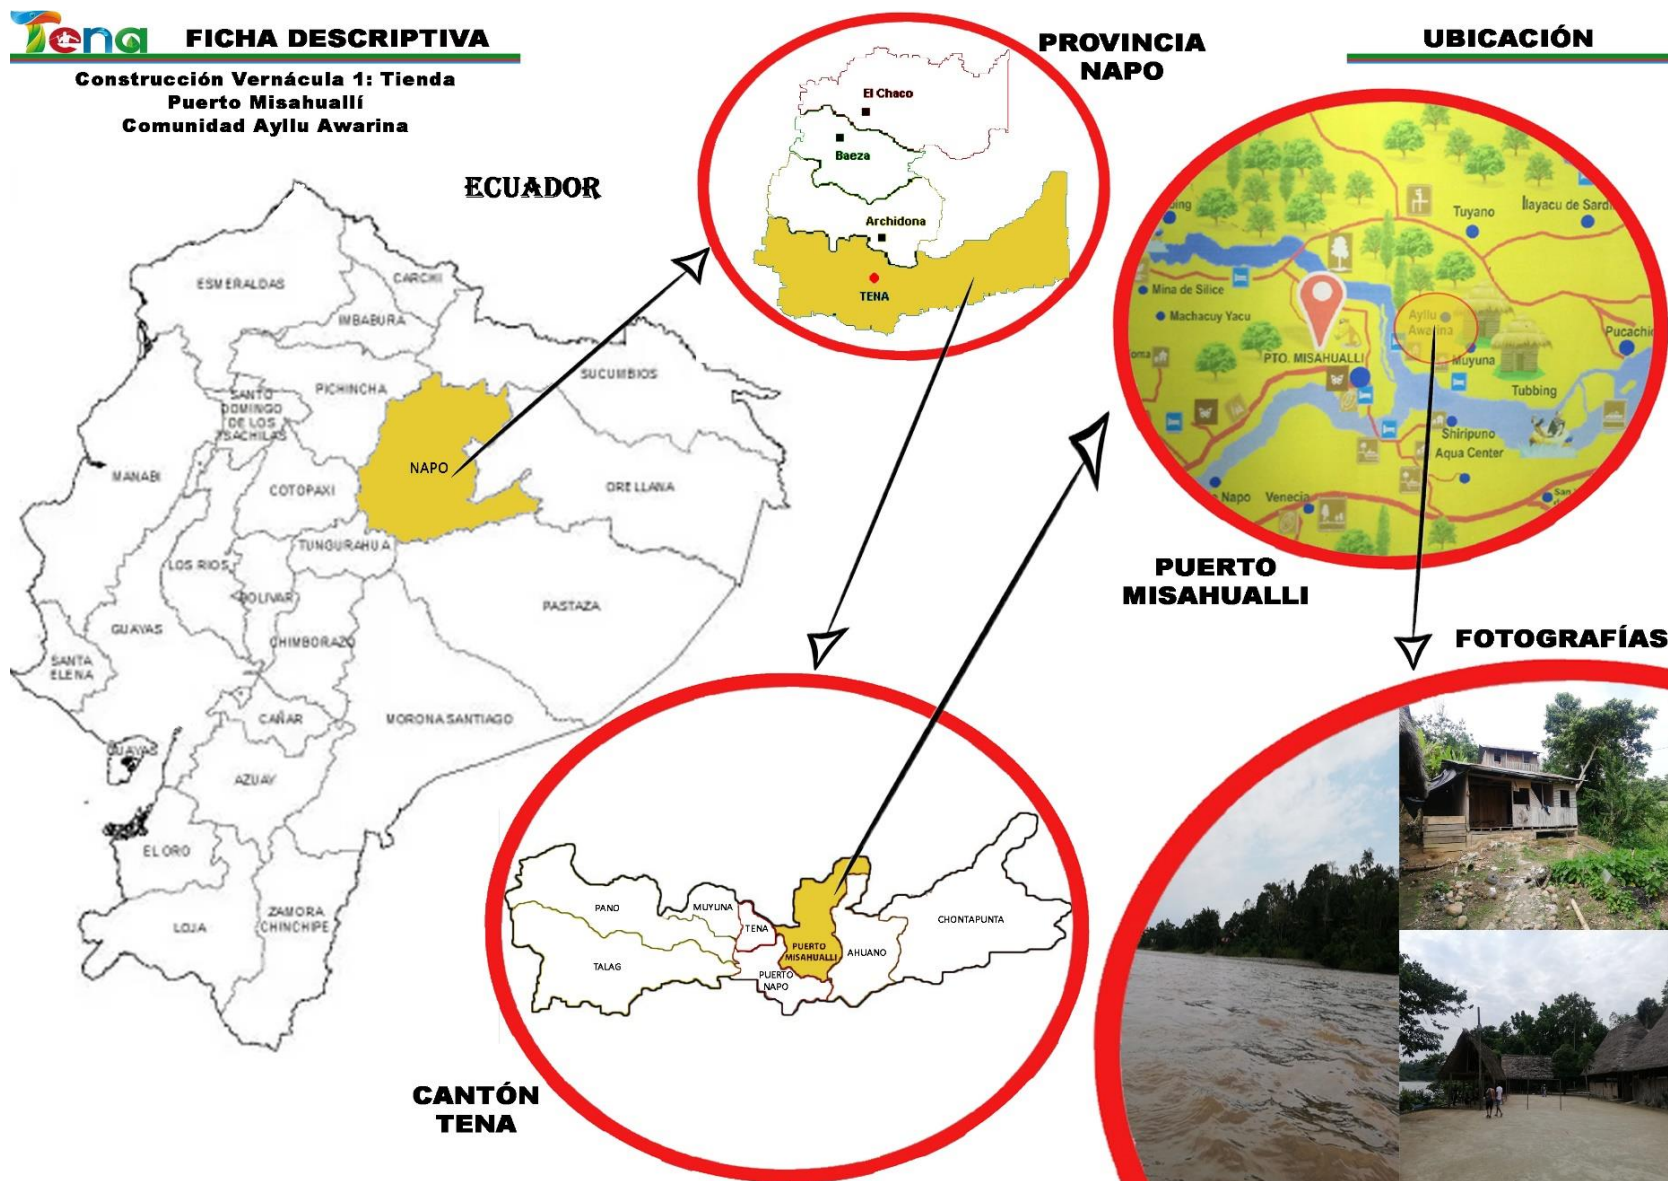 Tena
FICHA DESCRIPTIVA
Construcción Vernácula 1: Tienda
Puerto Misahuallí
Comunidad Ayllu Awarina
ECUADOR
ESMERALDAS
CARCHI
IMBABURA
SUCUMBIOS
PICHINCHA
SANTO
DOMINGO
DE LOS
TSACHILAS
NAPO
MANABI
COTOPAXI
ORELLANA
TUNGURAHUA
LOS RIOS
BOLIVAR
PASTAZA
GUAYAS
CHIMBORAZO
SANTA
ELENA
CAÑAR
MORONA SANTIAGO
GUAYAS
AZUAY
EL ORO
LOJA
ZAMORA
CHINCHIPE
PROVINCIA
NAPO
El Chaco
Baeza
Archidona
TENA
UBICACIÓN
Tuyano
Ilayacu de Sardi
bing
Mina de Silice
Machacuy Yacu
Ayllu
Awarina
PTO. MISAHUALLI
Muyuna
Pucachi
Tubbing
Shiripuno
Aqua Center
Napo
Venecia
PUERTO
MISAHUALLI
FOTOGRAFÍAS
PANO
MUYUNA
TENA
CHONTAPUNTA
PUERTO
MISAHUALLI
AHUANO
TALAG
PUERTO
NAPO
CANTÓN
TENA